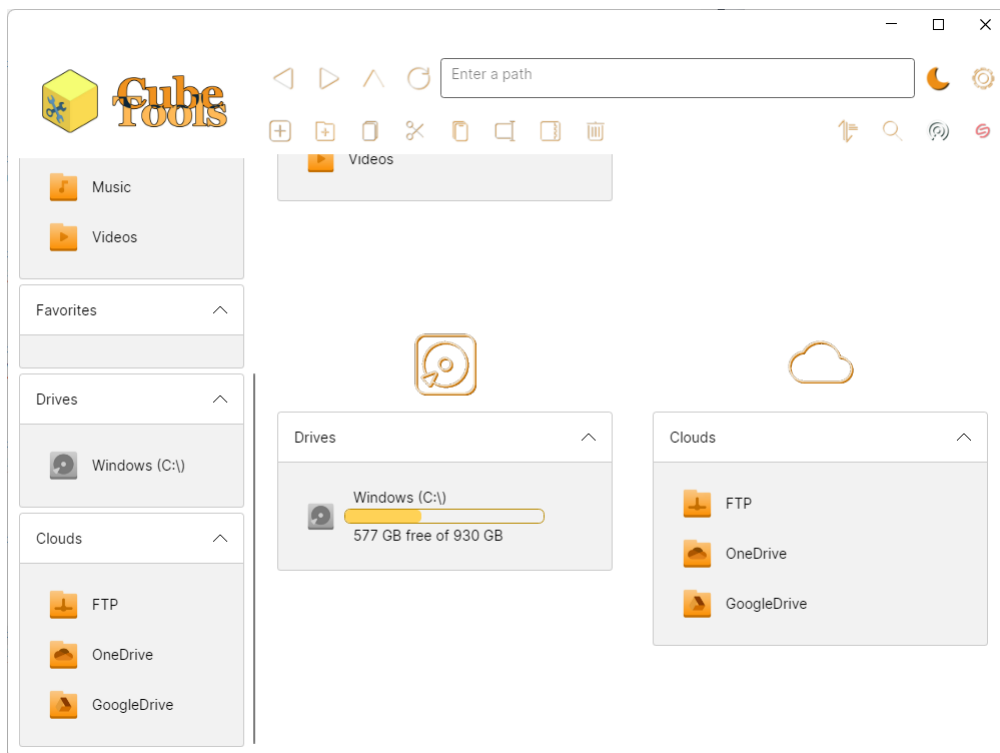 Cube
Tools
Enter a path
Music
Videos
Favorites
Drives
Windows (C:\)
Clouds
FTP
OneDrive
GoogleDrive
Videos
Drives
Windows (C:\)
577 GB free of 930 GB
Clouds
FTP
OneDrive
GoogleDrive